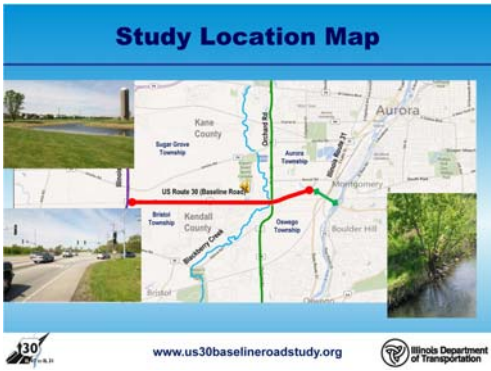 Study Location Map
Aurora
Kane
County
Sugar Grove
Township
Orchard Rd
Aurora
Township
Illinois Route 31
Montgomery
US Route 30 (Baseline Road)
Bristol
Township
Kendall
County
Oswego
Township
Boulder Hill
Blackberry Creek
Bristol
Oswego
30
www.us30baselineroadstudy.org
Illinois Department
of Transportation